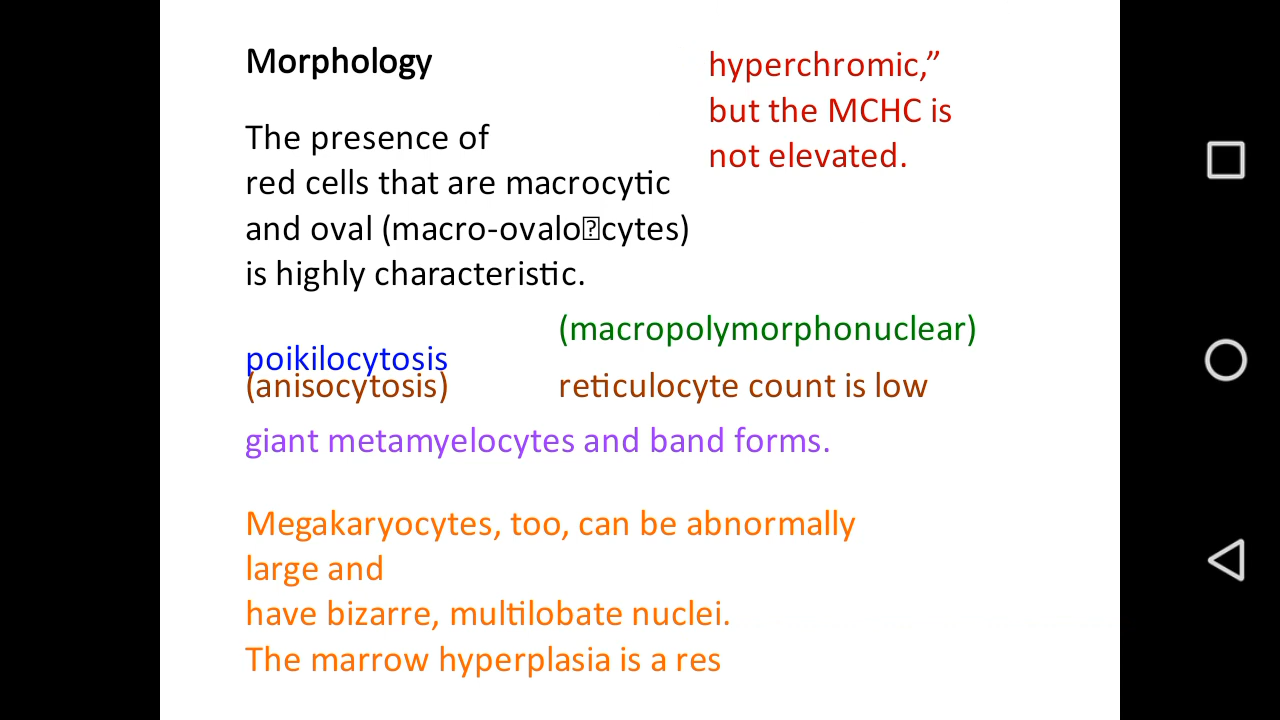 Morphology
The presence of
red cells that are macrocytic
and oval (macro-ovalo￾cytes)
is highly characteristic.
hyperchromic,”
but the MCHC is
not elevated.
(macropolymorphonuclear)
poikilocytosis
(anisocytosis)
reticulocyte count is low
giant metamyelocytes and band forms.
Megakaryocytes, too, can be abnormally
large and
have bizarre, multilobate nuclei.
The marrow hyperplasia is a res